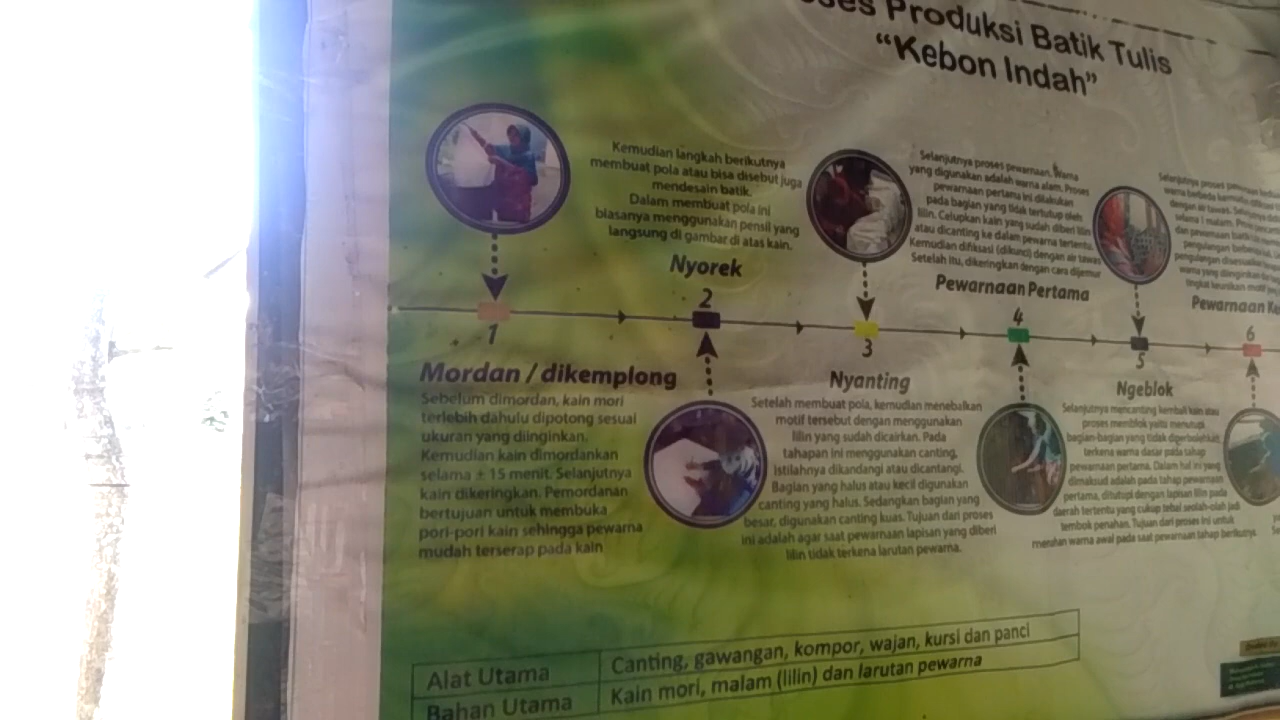 Produksi Batik Tulis
“Kebon Indah”
Kemudian langkah berikutnya
membuat pola atau bisa disebut juga
mendesain batik.
Dalam membuat pola ini
biasanya menggunakan pensil yang
langsung di gambar di atas kain.
Nyorek
2
Selanjutnya proses pewarnaan. Warna
yang digunakan adalah warna alam. Proses
pewarnaan pertama ini dilakukan
pada bagian yang tidak tertutup oleh
lilin. Celupkan kain yang sudah diberi lilin
atau dicanting ke dalam pewarna tertentu.
Kemudian difiksasi (dikunci) dengan air tawas
Setelah itu, dikeringkan dengan cara dijemur
Pewarnaan Pertama
4
Selanjutnya proses
Pewarnaan
6
1
Mordan / dikemplong
Sebelum dimordan, kain mori
terlebih dahulu dipotong sesuai
ukuran yang diinginkan.
Kemudian kain dimordankan
selama ± 15 menit. Selanjutnya
kain dikeringkan. Pemordanan
bertujuan untuk membuka
pori-pori kain sehingga pewarna
mudah terserap pada kain
3
Nyanting
Setelah membuat pola, kemudian menebalkan
motif tersebut dengan menggunakan
lilin yang sudah dicairkan. Pada
tahapan ini menggunakan canting,
istilahnya dikandangi atau dicantangi.
Bagian yang halus atau kecil digunakan
canting yang halus. Sedangkan bagian yang
besar, digunakan canting kuas. Tujuan dari proses
ini adalah agar saat pewarnaan lapisan yang diberi
lilin tidak terkena larutan pewarna.
5
Ngeblok
Selanjutnya mencanting kembali kain atau
proses memblok yaitu menutupi
bagian-bagian yang tidak diperbolehkan
terkena warna dasar pada tahap
pewarnaan pertama. Dalam hal ini yang
dimaksud adalah pada tahap pewarnaan
pertama, ditutupi dengan lapisan lilin pada
daerah tertentu yang cukup tebal seolah-olah jadi
tembok penahan. Tujuan dari proses ini untuk
menahan warna awal pada saat pewarnaan tahap berikutnya.
Alat Utama
Canting, gawangan, kompor, wajan, kursi dan panci
Bahan Utama
Kain mori, malam (lilin) dan larutan pewarna